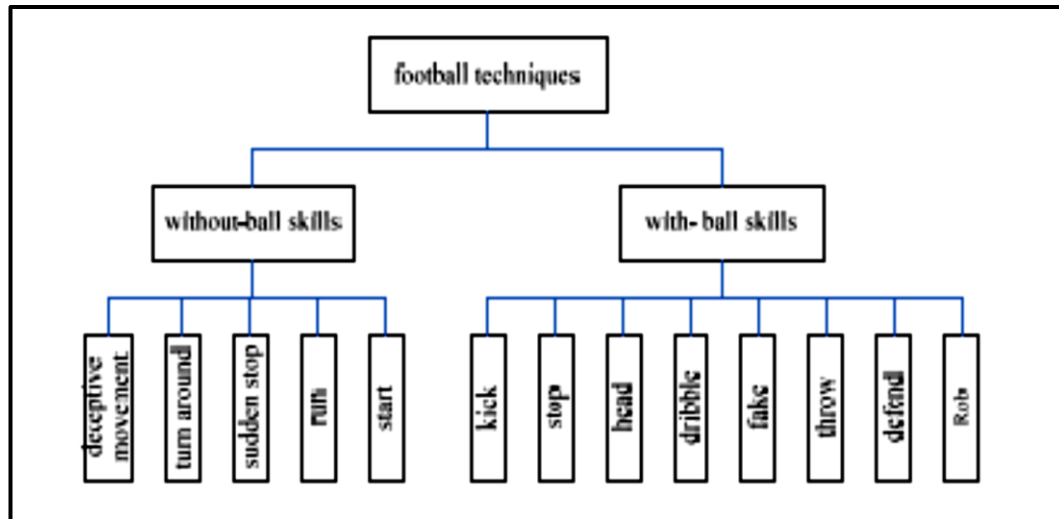 football techniques
without-ball skills
with- ball skills
deceptive
movement
turn around
sudden stop
run
start
kick
stop
head
dribble
fake
throw
defend
Rob